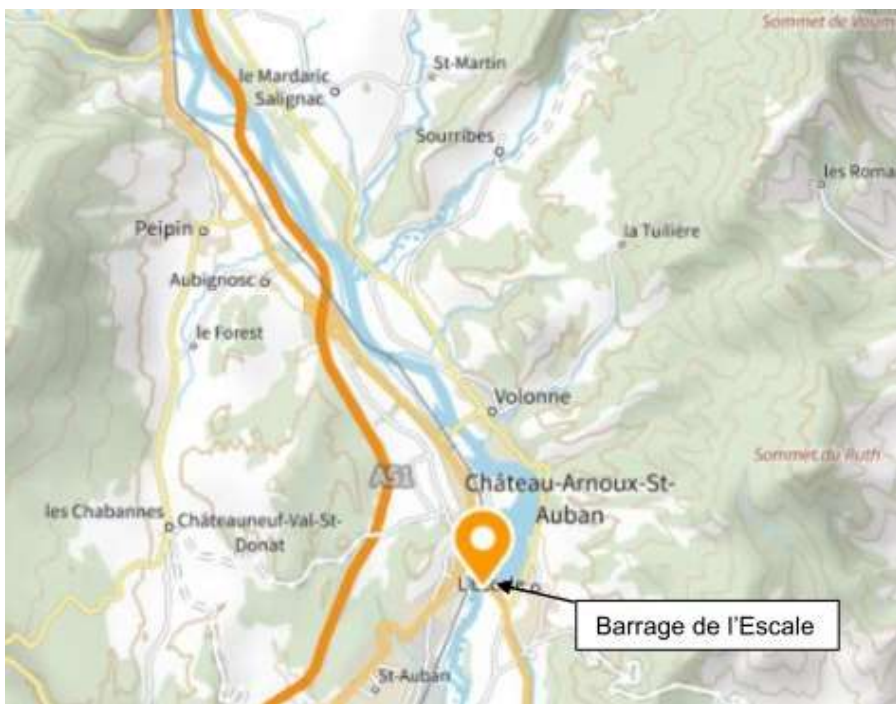 Sommet de Vaumuse
St-Martin
le Mardaric
Salignac
Sourribes
les Roma
Peipin
la Tuilière
Aubignosc
le Forest
Volonne
Sommet du Ruth
A51
Château-Arnoux-St-
Auban
les Chabannes
Châteauneuf-Val-St-
Donat
Barrage de l'Escale
St-Auban